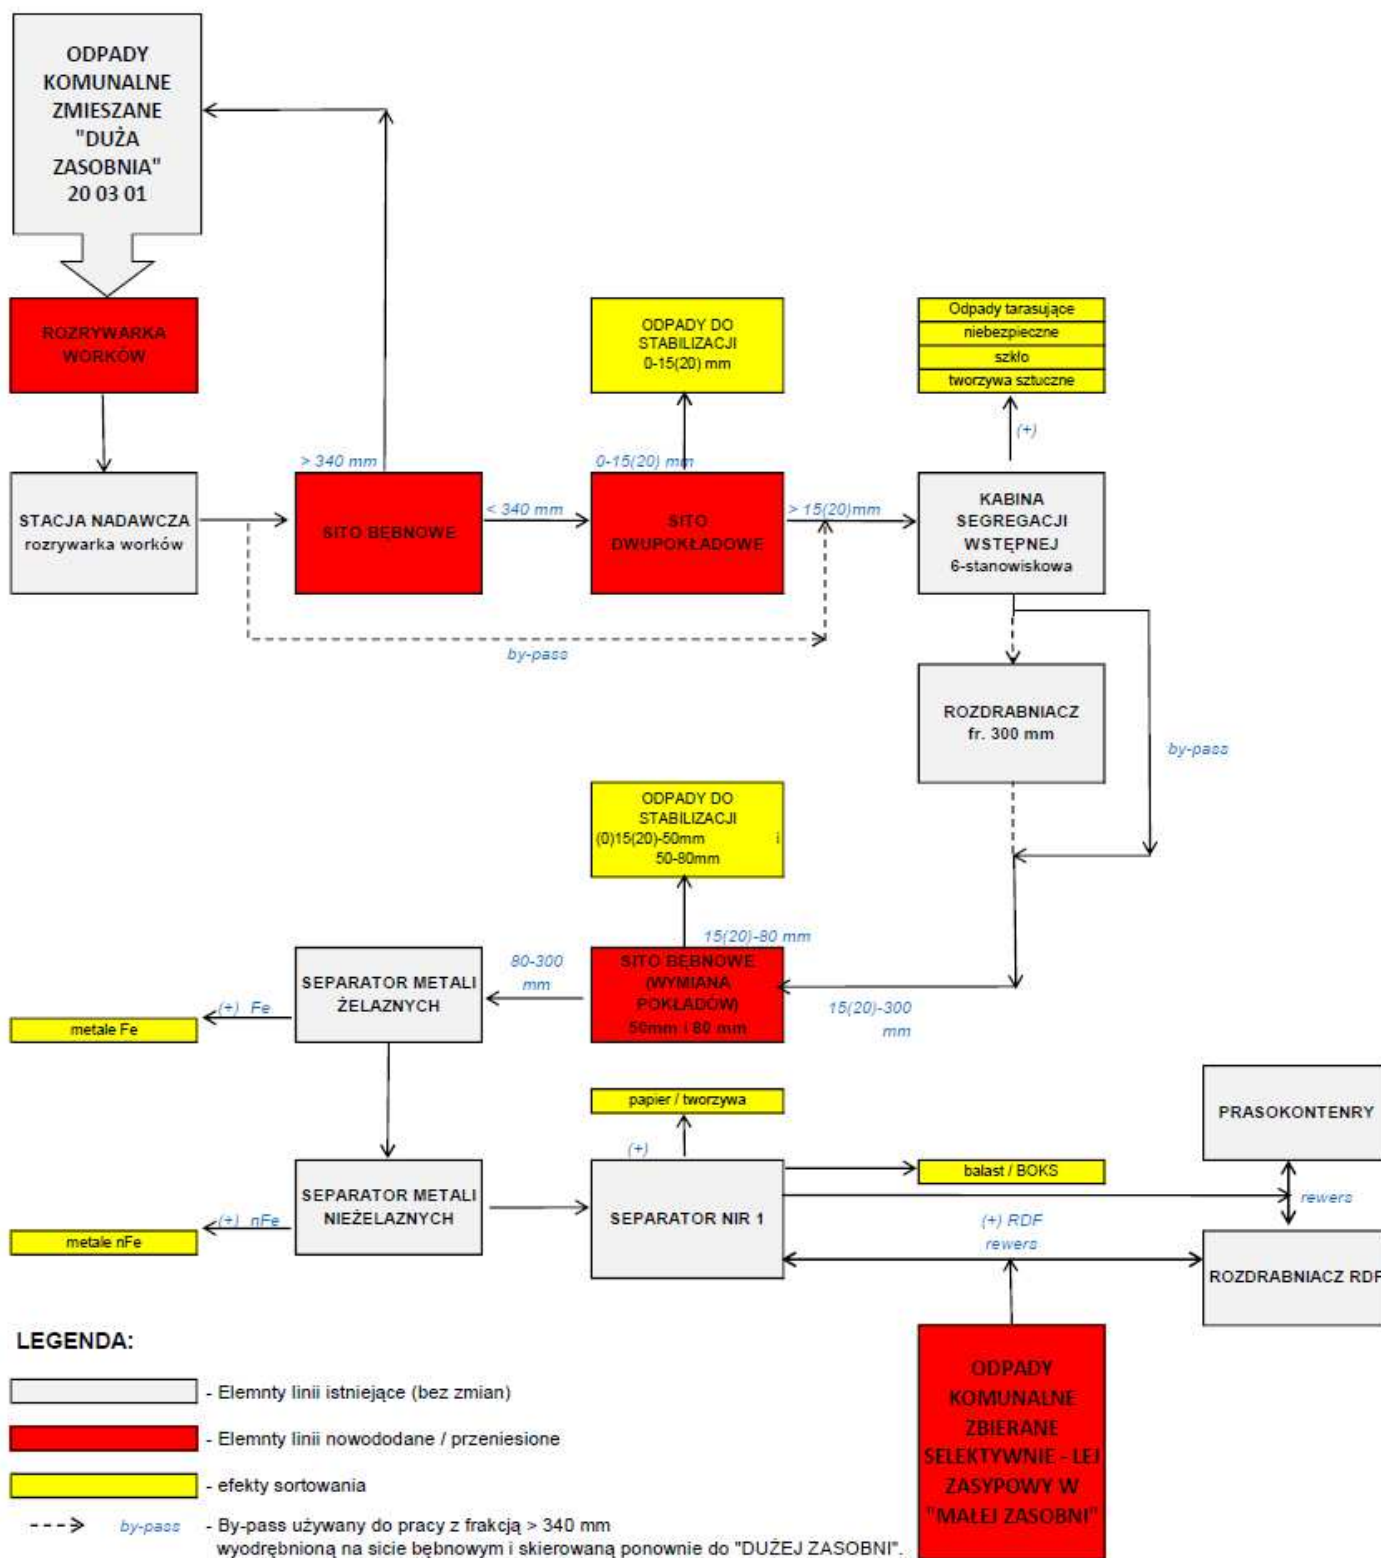 ODPADY
KOMUNALNE
ZMIESZANE
"DUŻA
ZASOBNIA"
20 03 01
ROZRYWARKA
WORKÓW
ODPADY DO
STABILIZACJI
0-15(20) mm
Odpady tarasujące
niebezpieczne
szkło
tworzywa sztuczne
(+)
> 340 mm
0-15(20) mm
STACJA NADAWCZA
rozrywarka worków
SITO BĘBNOWE
< 340 mm
SITO
DWUPOKŁADOWE
> 15(20)mm
KABINA
SEGREGACJI
WSTĘPNEJ
6-stanowiskowa
by-pass
ROZDRABNIACZ
fr. 300 mm
by-pass
ODPADY DO
STABILIZACJI
(0)15(20)-50mm i
50-80mm
15(20)-80 mm
SEPARATOR METALI
ŻELAZNYCH
80-300
mm
SITO BĘBNOWE
(WYMIANA
POKŁADÓW)
50mm i 80 mm
15(20)-300
mm
(+) Fe
metale Fe
papier / tworzywa
(+)
PRASOKONTENRY
SEPARATOR METALI
NIEŻELAZNYCH
SEPARATOR NIR 1
balast / BOKS
rewers
(+) nFe
metale nFe
(+) RDF
rewers
ROZDRABNIACZ RDF
ODPADY
KOMUNALNE
ZBIERANE
SELEKTYWNIE - LEJ
ZASYPOWY W
"MAŁEJ ZASOBNI"
LEGENDA:
- Elemnty linii istniejące (bez zmian)
- Elemnty linii nowododane / przeniesione
- efekty sortowania
by-pass - By-pass używany do pracy z frakcją > 340 mm
wyodrębnioną na sicie bębnowym i skierowaną ponownie do "DUŻEJ ZASOBNI".